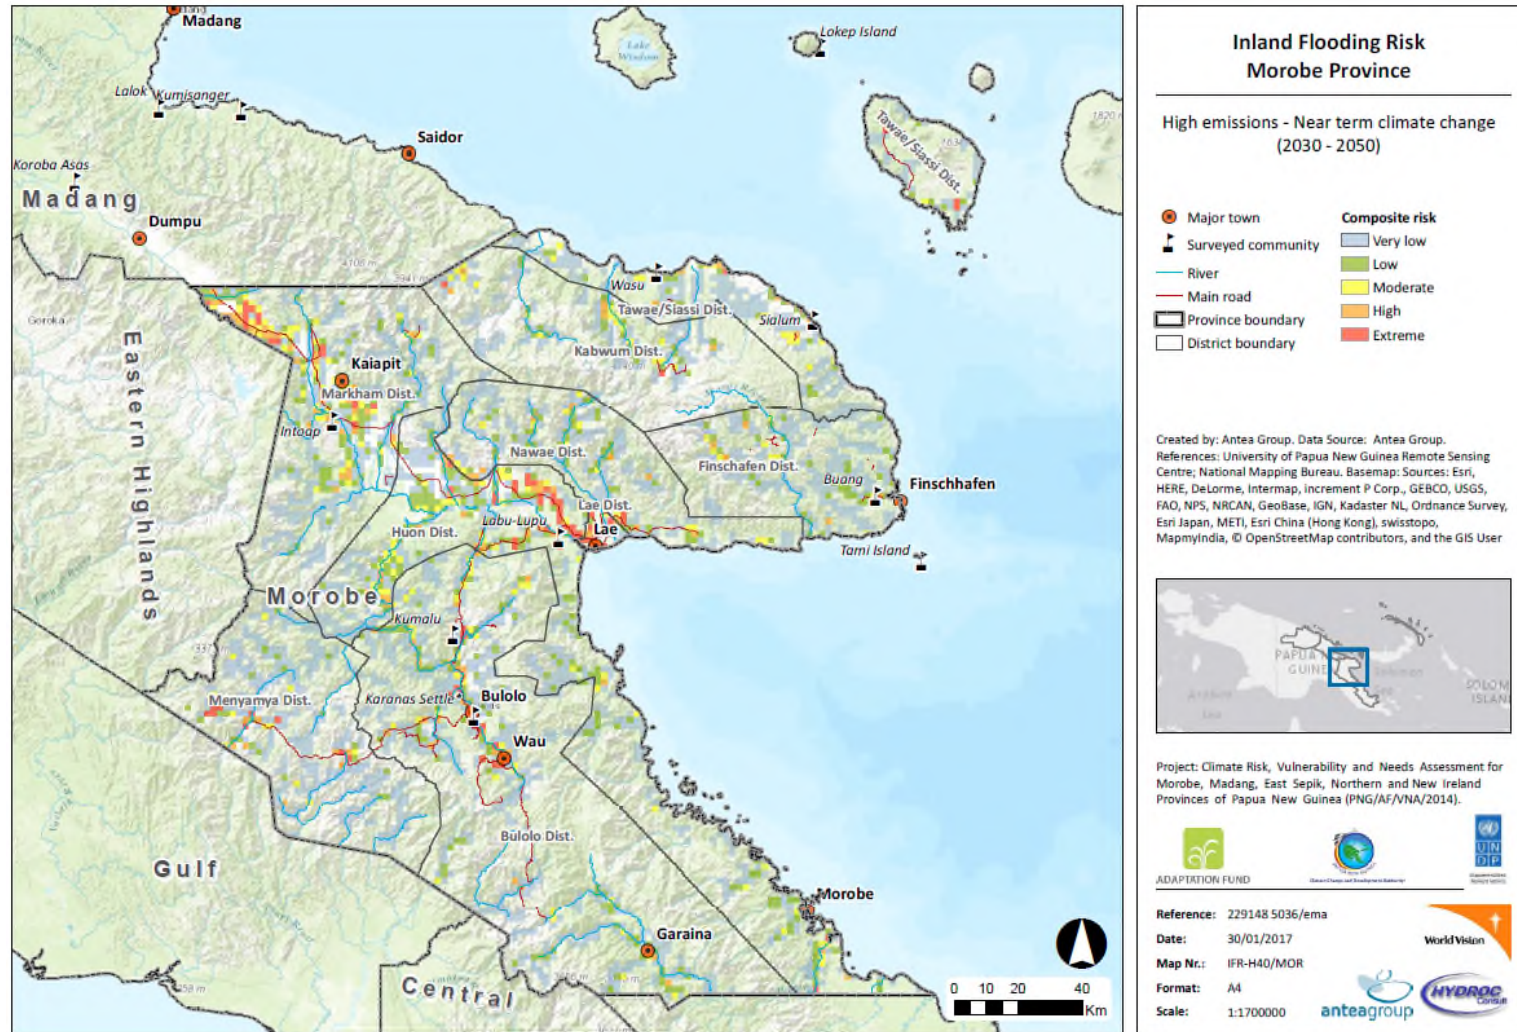 Madang
Lokep Island
Lalok
Kumisanger
Saidor
Koroba Asas
Madang
Dumpu
Tawae/Siassi Dist.
Wasu
Tawae/Siassi Dist.
Sialum
Kabwum Dist.
Goroka
Eastern Highlands
Kaiapit
Markham Dist.
Intoap
Nawae Dist.
Finschafen Dist.
Buang
Finschhafen
Lae Dist.
Labu-Lupu
Lae
Huon Dist.
Tami Island
Morobe
Kumalu
Menyamya Dist.
Karanas Settle
Bulolo
Wau
Bulolo Dist.
Gulf
Morobe
Garaina
Central
0 10 20 40
Km
Inland Flooding Risk
Morobe Province
High emissions - Near term climate change
(2030 - 2050)
Major town
Surveyed community
River
Main road
Province boundary
District boundary
Composite risk
Very low
Low
Moderate
High
Extreme
Created by: Antea Group. Data Source: Antea Group.
References: University of Papua New Guinea Remote Sensing
Centre; National Mapping Bureau. Basemap: Sources: Esri,
HERE, DeLorme, Intermap, increment P Corp., GEBCO, USGS,
FAO, NPS, NRCAN, GeoBase, IGN, Kadaster NL, Ordnance Survey,
Esri Japan, METI, Esri China (Hong Kong), swisstopo,
MapmyIndia, © OpenStreetMap contributors, and the GIS User
Project: Climate Risk, Vulnerability and Needs Assessment for
Morobe, Madang, East Sepik, Northern and New Ireland
Provinces of Papua New Guinea (PNG/AF/VNA/2014).
ADAPTATION FUND
UN
DP
Reference: 229148 5036/ema
Date: 30/01/2017
Map Nr.: IFR-H40/MOR
Format: A4
Scale: 1:1700000
World Vision
anteagroup
HYDROC
Consult